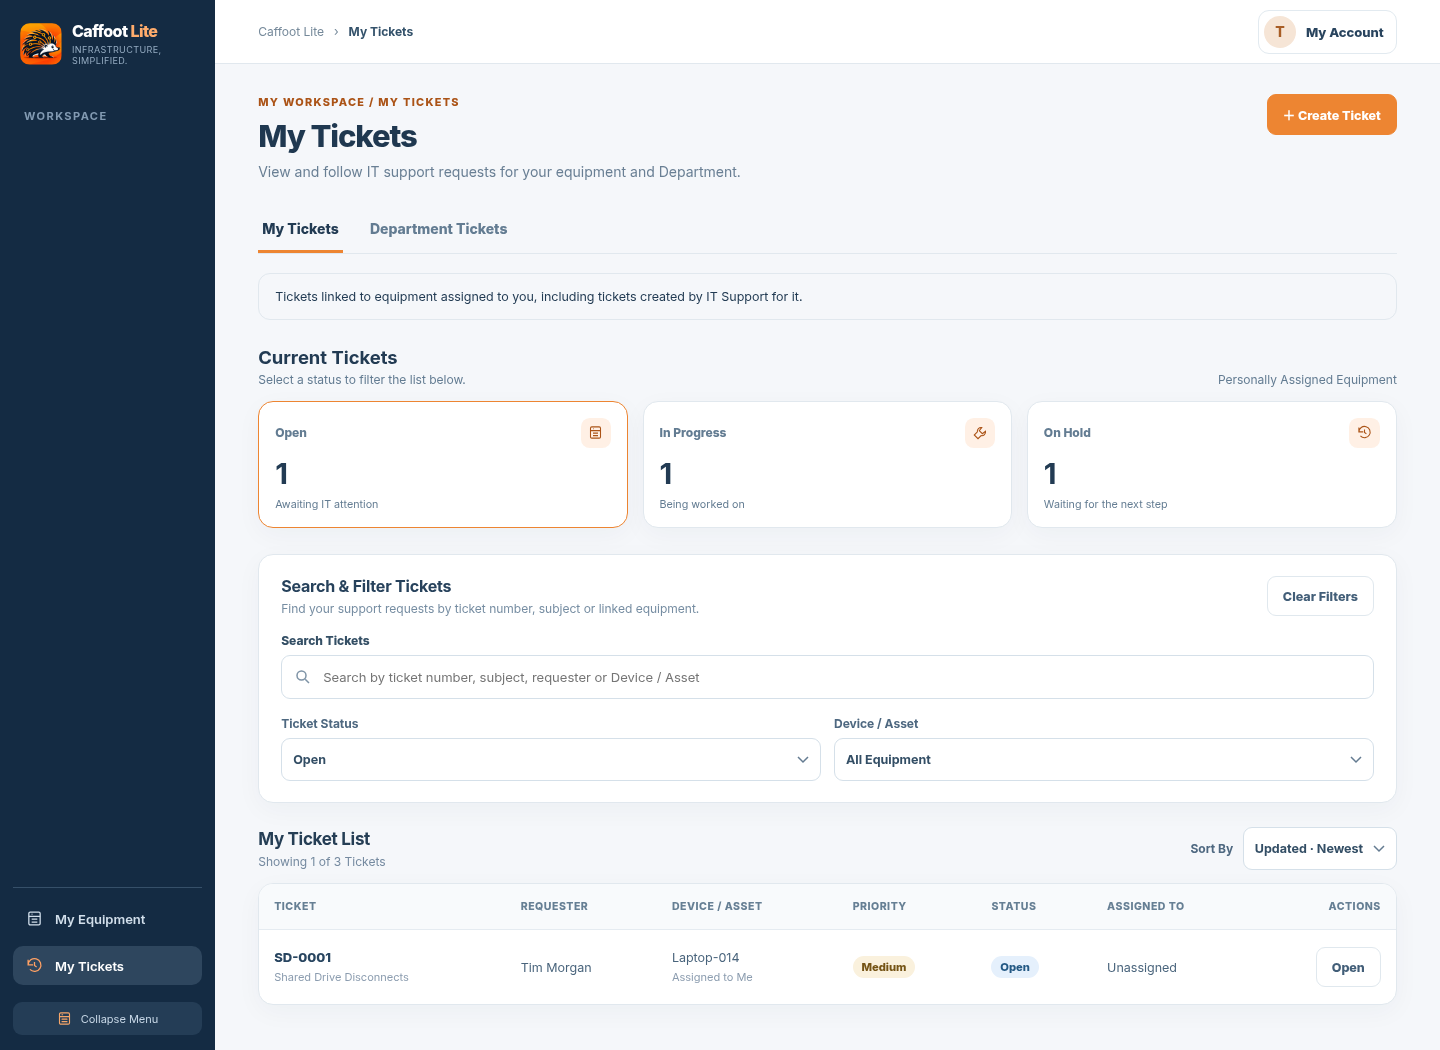 Caffoot Lite
INFRASTRUCTURE,
SIMPLIFIED.
WORKSPACE
My Equipment
My Tickets
Collapse Menu
Caffoot Lite › My Tickets
T My Account
MY WORKSPACE / MY TICKETS
My Tickets
View and follow IT support requests for your equipment and Department.
+ Create Ticket
My Tickets Department Tickets
Tickets linked to equipment assigned to you, including tickets created by IT Support for it.
Current Tickets
Select a status to filter the list below. Personally Assigned Equipment
Open
1
Awaiting IT attention
In Progress
1
Being worked on
On Hold
1
Waiting for the next step
Search & Filter Tickets
Find your support requests by ticket number, subject or linked equipment.
Clear Filters
Search Tickets
Search by ticket number, subject, requester or Device / Asset
Ticket Status
Open
Device / Asset
All Equipment
My Ticket List
Showing 1 of 3 Tickets
Sort By Updated · Newest
TICKET REQUESTER DEVICE / ASSET PRIORITY STATUS ASSIGNED TO ACTIONS
SD-0001
Shared Drive Disconnects
Tim Morgan
Laptop-014
Assigned to Me
Medium
Open
Unassigned
Open